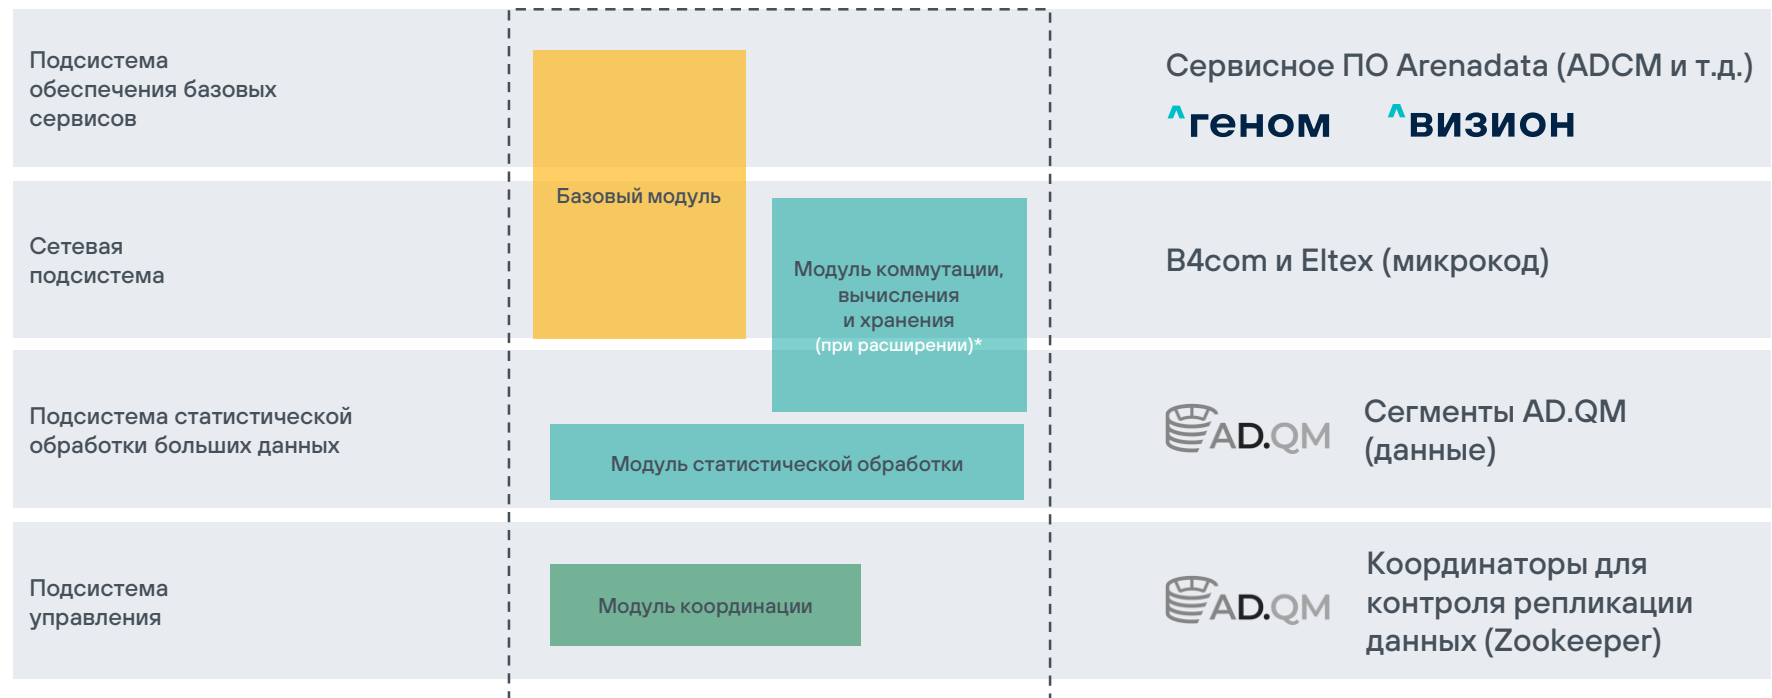 Подсистема
обеспечения базовых
сервисов
Базовый модуль
Сервисное ПО Arenadata (ADCM и т.д.)
^геном
^визион
Сетевая
подсистема
Модуль коммутации,
вычисления
и хранения
(при расширении)*
B4com и Eltex (микрокод)
Подсистема статистической
обработки больших данных
Модуль статистической обработки
AD.QM
Сегменты AD.QM
(данные)
Подсистема
управления
Модуль координации
AD.QM
Координаторы для
контроля репликации
данных (Zookeeper)